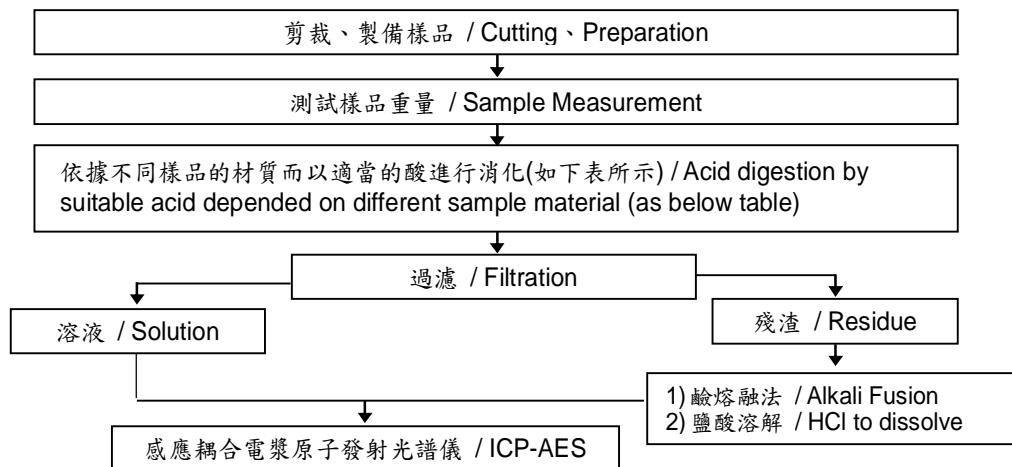 剪裁、製備樣品 / Cutting、Preparation
測試樣品重量 / Sample Measurement
依據不同樣品的材質而以適當的酸進行消化(如下表所示) / Acid digestion by
suitable acid depended on different sample material (as below table)
過濾 / Filtration
溶液 / Solution
殘渣 / Residue
1) 鹼熔融法 / Alkali Fusion
2) 鹽酸溶解 / HCl to dissolve
感應耦合電漿原子發射光譜儀 / ICP-AES